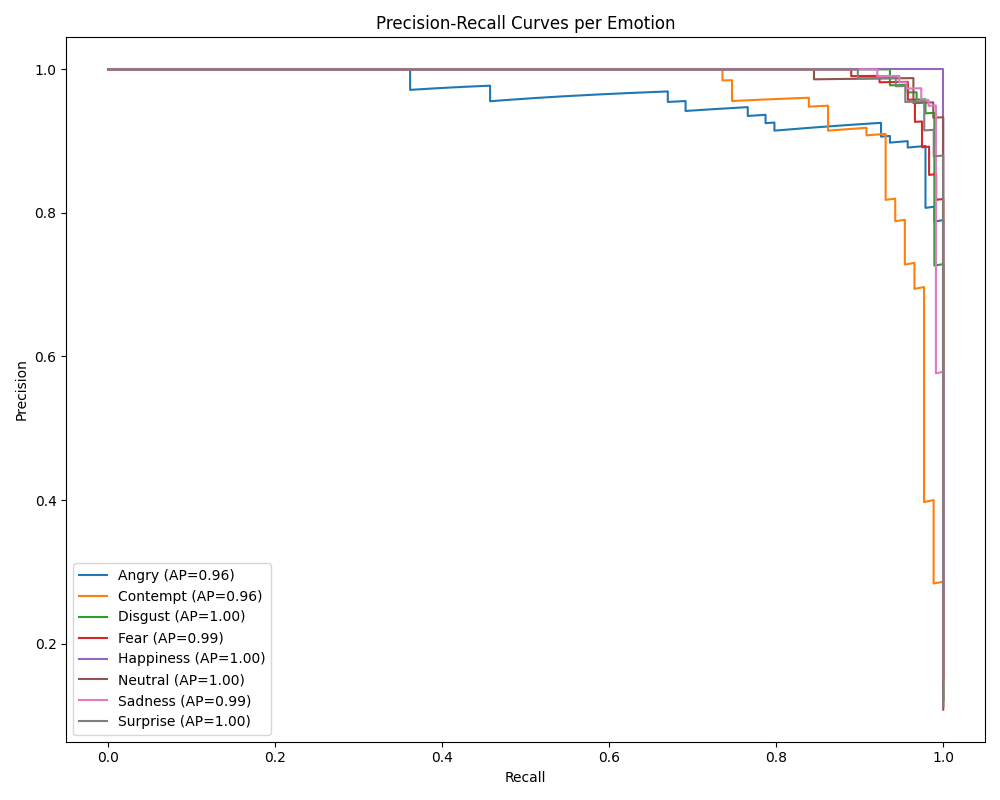 Precision-Recall Curves per Emotion
Precision
1.0
0.8
0.6
0.4
0.2
Angry (AP=0.96)
Contempt (AP=0.96)
Disgust (AP=1.00)
Fear (AP=0.99)
Happiness (AP=1.00)
Neutral (AP=1.00)
Sadness (AP=0.99)
Surprise (AP=1.00)
0.0 0.2 0.4 0.6 0.8 1.0
Recall